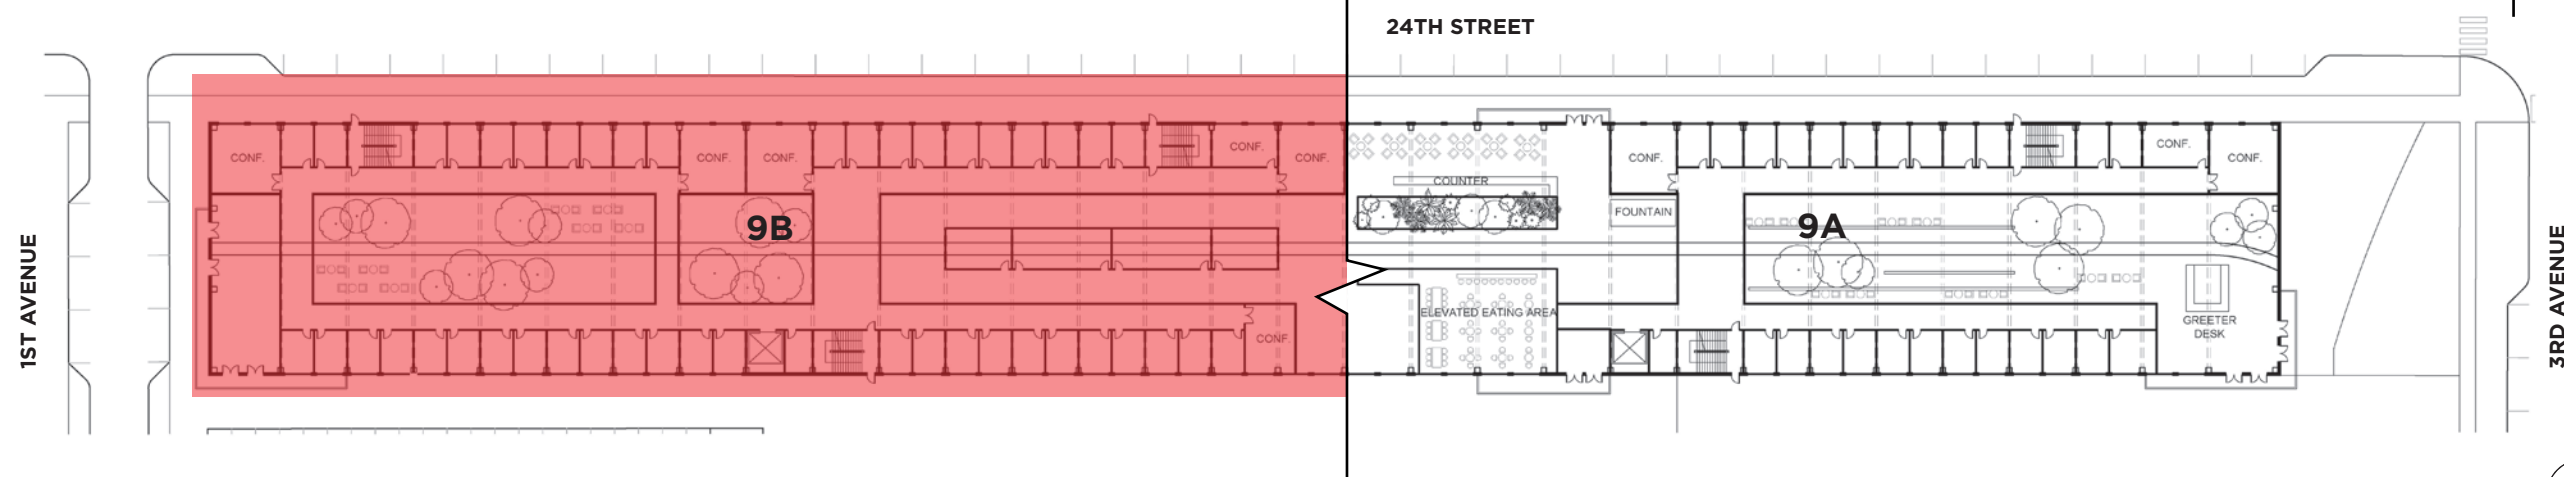 24TH STREET
1ST AVENUE
CONF.
CONF.
CONF.
CONF.
CONF.
9B
CONF.
COUNTER
ELEVATED EATING AREA
CONF.
FOUNTAIN
9A
CONF.
CONF.
GREETER
DESK
3RD AVENUE